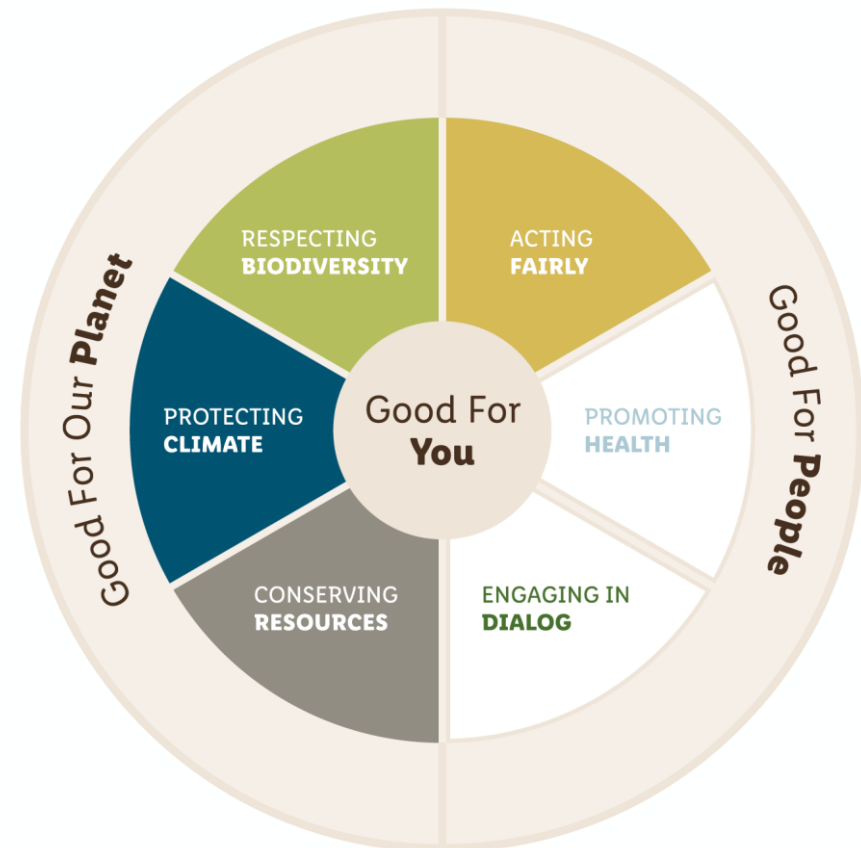 RESPECTING
BIODIVERSITY
ACTING
FAIRLY
Good For Our Planet
PROTECTING
CLIMATE
Good For
You
PROMOTING
HEALTH
Good For People
CONSERVING
RESOURCES
ENGAGING IN
DIALOG